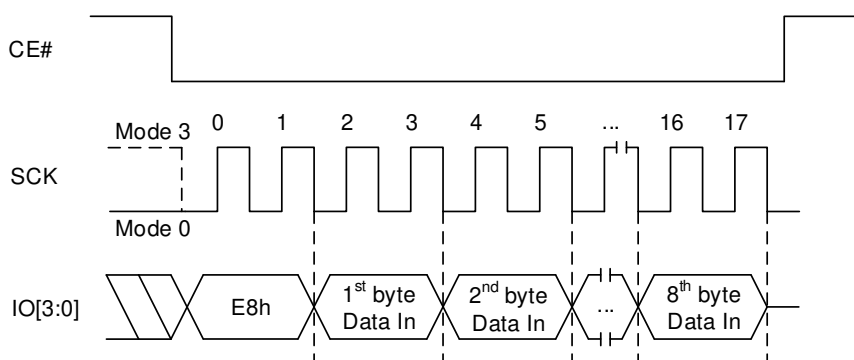 CE#
Mode 3
0 1 2 3 4 5 ... 16 17
SCK
Mode 0
IO[3:0]
E8h
1st byte
Data In
2nd byte
Data In
...
8th byte
Data In